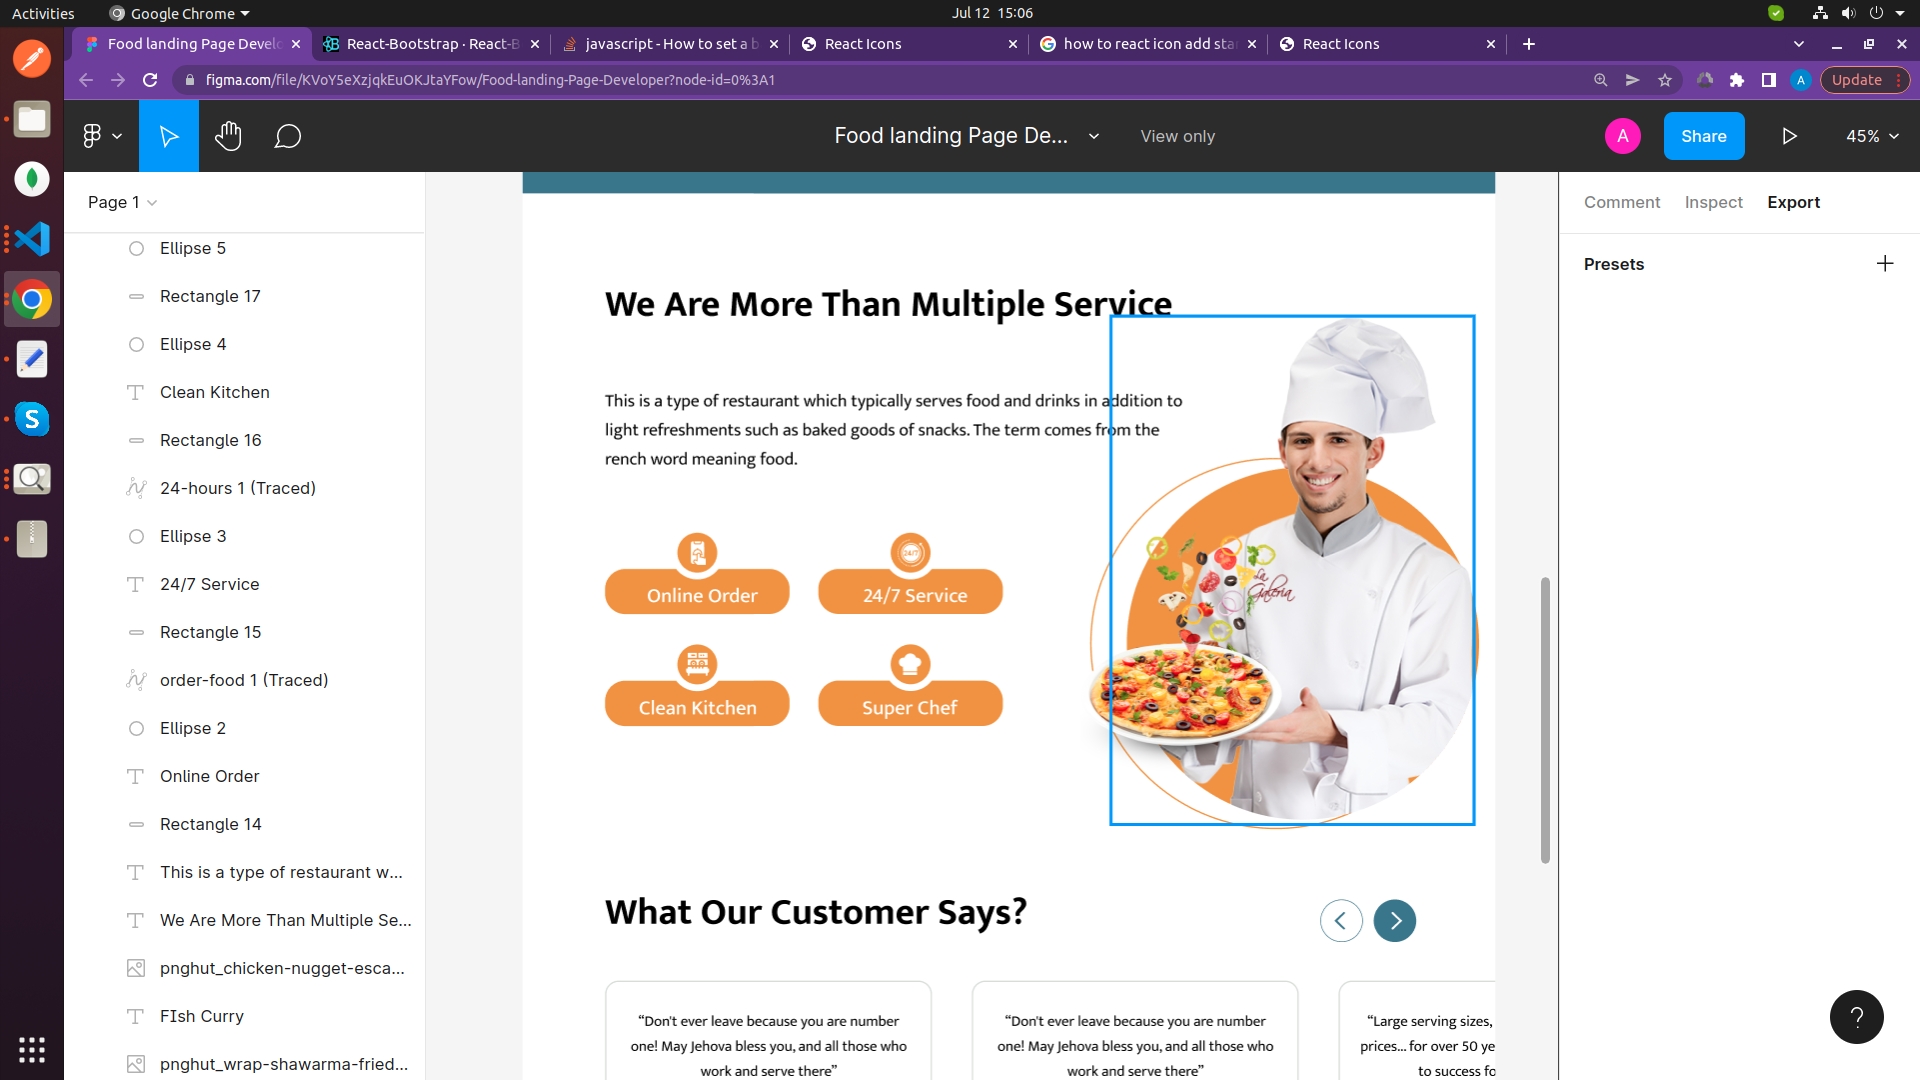 Activities
Google Chrome
Jul 12 15:06
Food landing Page Develo
React-Bootstrap · React-B
javascript - How to set a b
React Icons
how to react icon add sta
React Icons
figma.com/file/KVoY5eXzjqkEuOKJtaYFow/Food-landing-Page-Developer?node-id=0%3A1
A
Update
Food landing Page De...
View only
A
Share
45%
Page 1
Ellipse 5
Rectangle 17
Ellipse 4
Clean Kitchen
Rectangle 16
24-hours 1 (Traced)
Ellipse 3
24/7 Service
Rectangle 15
order-food 1 (Traced)
Ellipse 2
Online Order
Rectangle 14
This is a type of restaurant w...
We Are More Than Multiple Se...
pnghut_chicken-nugget-esca...
FIsh Curry
pnghut_wrap-shawarma-fried...
We Are More Than Multiple Service
This is a type of restaurant which typically serves food and drinks in addition to
light refreshments such as baked goods of snacks. The term comes from the
rench word meaning food.
Online Order
24/7
24/7 Service
Clean Kitchen
Super Chef
La
Galeria
What Our Customer Says?
“Don't ever leave because you are number
one! May Jehova bless you, and all those who
work and serve there”
“Don't ever leave because you are number
one! May Jehova bless you, and all those who
work and serve there”
“Large serving sizes,
prices... for over 50 ye
to success fo
Comment
Inspect
Export
Presets
?